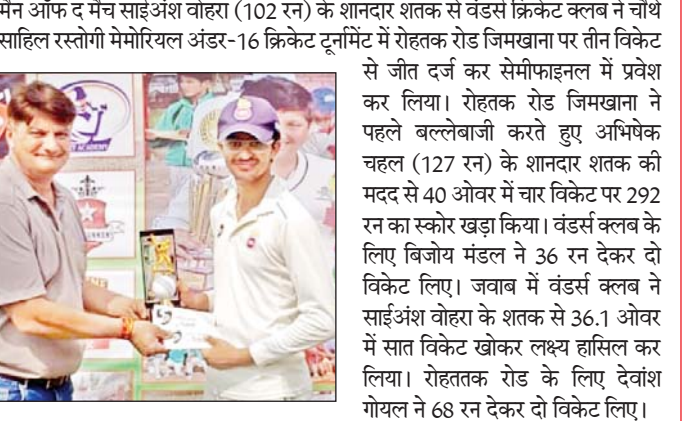 मैन ऑफ द मैच साईअंश वोहरा (102 रन) के शानदार शतक से वंडर्स क्रिकेट क्लब ने चौथे
साहिल रस्तोगी मेमोरियल अंडर-16 क्रिकेट टूर्नामेंट में रोहतक रोड जिमखाना पर तीन विकेट
से जीत दर्ज कर सेमीफाइनल में प्रवेश
कर लिया। रोहतक रोड जिमखाना ने
पहले बल्लेबाजी करते हुए अभिषेक
चहल (127 रन) के शानदार शतक की
मदद से 40 ओवर में चार विकेट पर 292
रन का स्कोर खड़ा किया। वंडर्स क्लब के
लिए बिजोय मंडल ने 36 रन देकर दो
विकेट लिए। जवाब में वंडर्स क्लब ने
साईअंश वोहरा के शतक से 36.1 ओवर
में सात विकेट खोकर लक्ष्य हासिल कर
लिया। रोहततक रोड के लिए देवांश
गोयल ने 68 रन देकर दो विकेट लिए।